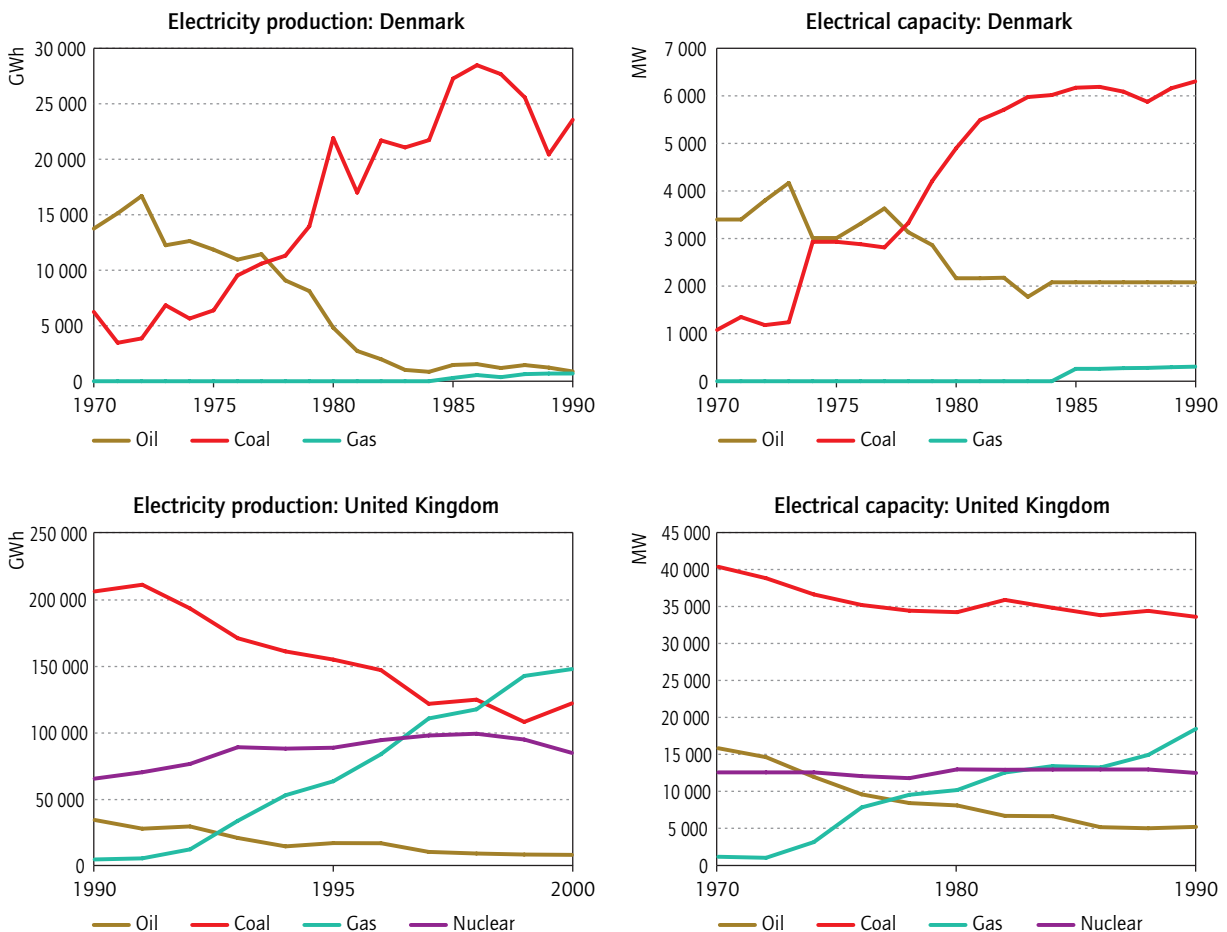 Electricity production: Denmark
GWh
30 000
25 000
20 000
15 000
10 000
5 000
0
1970 1975 1980 1985 1990
Oil Coal Gas
Electrical capacity: Denmark
MW
7 000
6 000
5 000
4 000
3 000
2 000
1 000
0
1970 1975 1980 1985 1990
Oil Coal Gas
Electricity production: United Kingdom
GWh
250 000
200 000
150 000
100 000
50 000
0
1990 1995 2000
Oil Coal Gas Nuclear
Electrical capacity: United Kingdom
MW
45 000
40 000
35 000
30 000
25 000
20 000
15 000
10 000
5 000
0
1970 1980 1990
Oil Coal Gas Nuclear